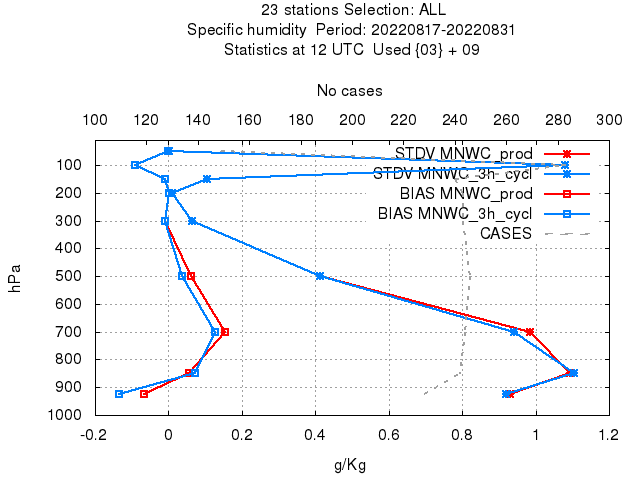 23 stations Selection: ALL
Specific humidity  Period: 20220817-20220831
Statistics at 12 UTC  Used {03} + 09
No cases
100 120 140 160 180 200 220 240 260 280 300
STDV MNWC_prod
STDV MNWC_3h_cycl
BIAS MNWC_prod
BIAS MNWC_3h_cycl
CASES
hPa
100
200
300
400
500
600
700
800
900
1000
-0.2 0 0.2 0.4 0.6 0.8 1 1.2
g/Kg